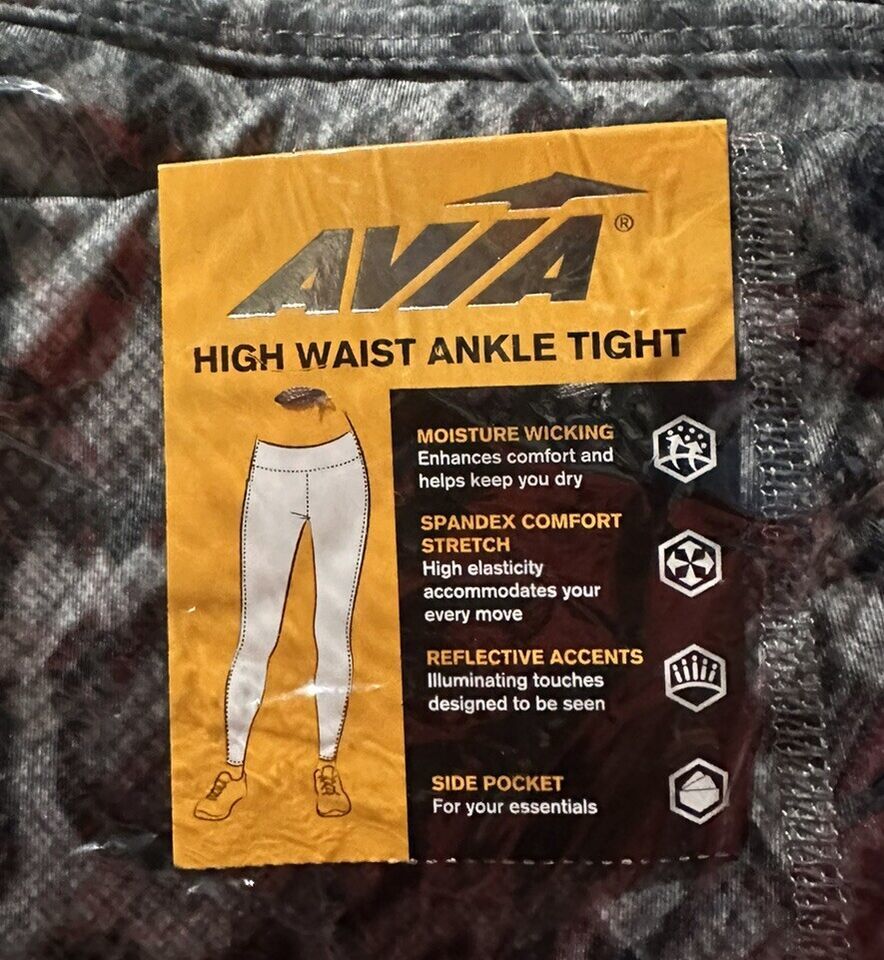 AVIA®
HIGH WAIST ANKLE TIGHT
MOISTURE WICKING
Enhances comfort and
helps keep you dry
SPANDEX COMFORT
STRETCH
High elasticity
accommodates your
every move
REFLECTIVE ACCENTS
Illuminating touches
designed to be seen
SIDE POCKET
For your essentials